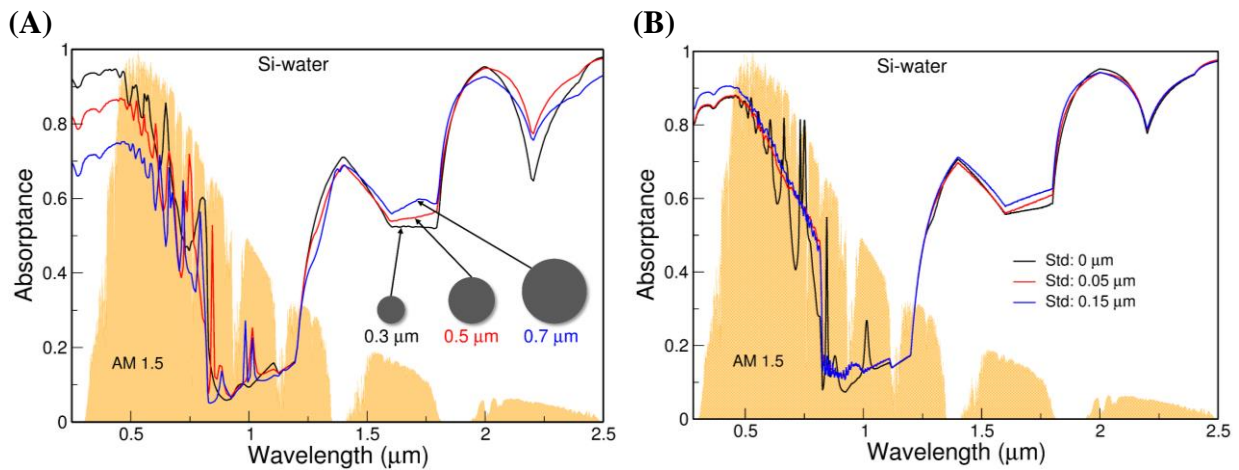 (A)
Si-water
Absorptance
1
0.8
0.6
0.4
0.2
0
AM 1.5
0.3 μm
0.5 μm
0.7 μm
0.5
1
1.5
2
2.5
Wavelength (μm)
(B)
Si-water
Absorptance
1
0.8
0.6
0.4
0.2
0
Std: 0 μm
Std: 0.05 μm
Std: 0.15 μm
AM 1.5
0.5
1
1.5
2
2.5
Wavelength (μm)